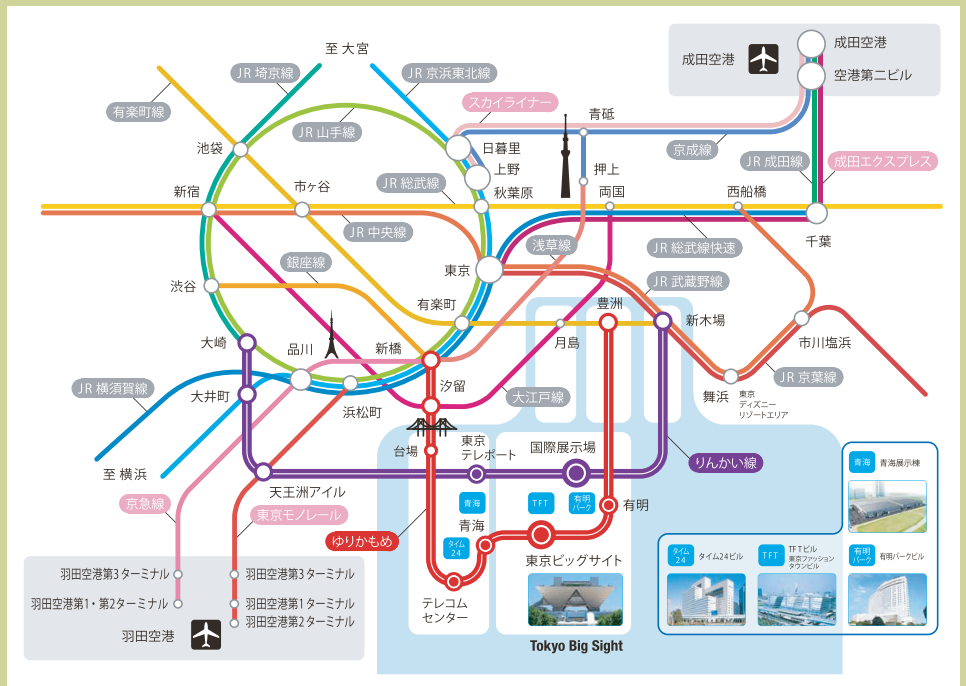 至 大宮
JR 埼京線
JR 京浜東北線
有楽町線
スカイライナー
成田空港
成田空港
空港第二ビル
青砥
JR 山手線
池袋
日暮里
京成線
JR 成田線
成田エクスプレス
上野
押上
新宿
市ヶ谷
JR 総武線
秋葉原
両国
西船橋
JR 中央線
浅草線
JR 総武線快速
千葉
銀座線
東京
JR 武蔵野線
渋谷
有楽町
豊洲
新木場
大崎
品川
新橋
月島
市川塩浜
JR 横須賀線
大井町
浜松町
汐留
大江戸線
舞浜
東京
ディズニー
リゾートエリア
JR 京葉線
台場
東京
テレポート
国際展示場
りんかい線
至 横浜
天王洲アイル
京急線
東京モノレール
ゆりかもめ
青海
青海
TFT
有明
パーク
有明
タイム
24
東京ビッグサイト
テレコム
センター
Tokyo Big Sight
羽田空港第3ターミナル
羽田空港第1・第2ターミナル
羽田空港
羽田空港第3ターミナル
羽田空港第1ターミナル
羽田空港第2ターミナル
青海
青海展示棟
タイム
24
タイム24ビル
TFT
TFTビル
東京ファッション
タウンビル
有明
パーク
有明パークビル